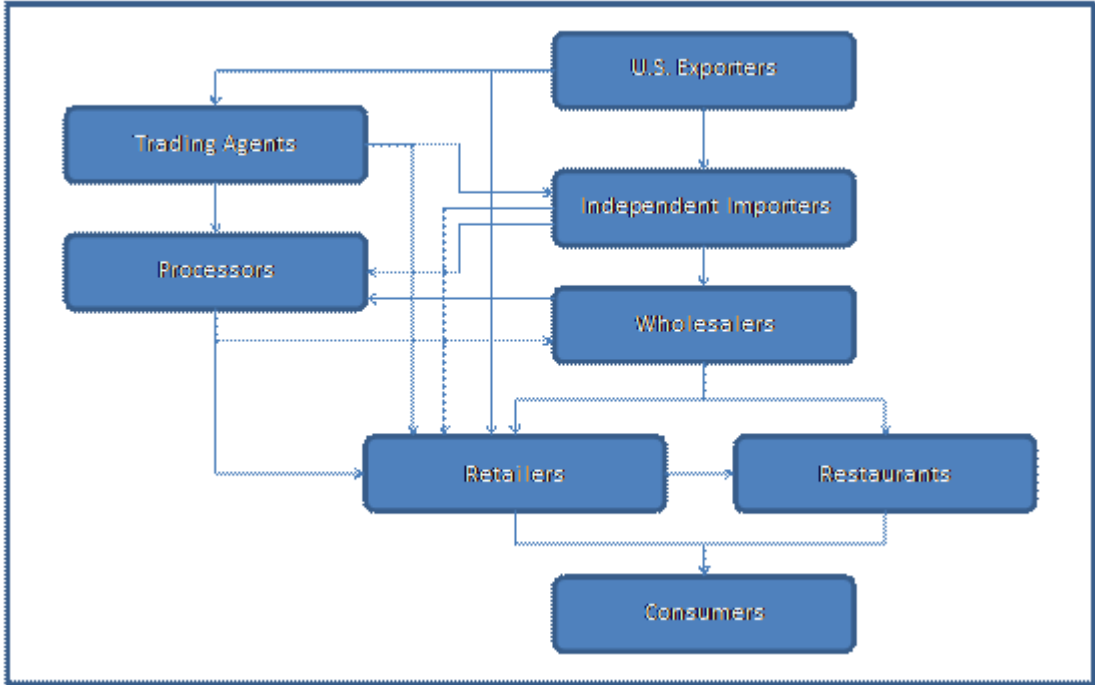 U.S. Exporters
Trading Agents
Independent Importers
Processors
Wholesalers
Retailers
Restaurants
Consumers